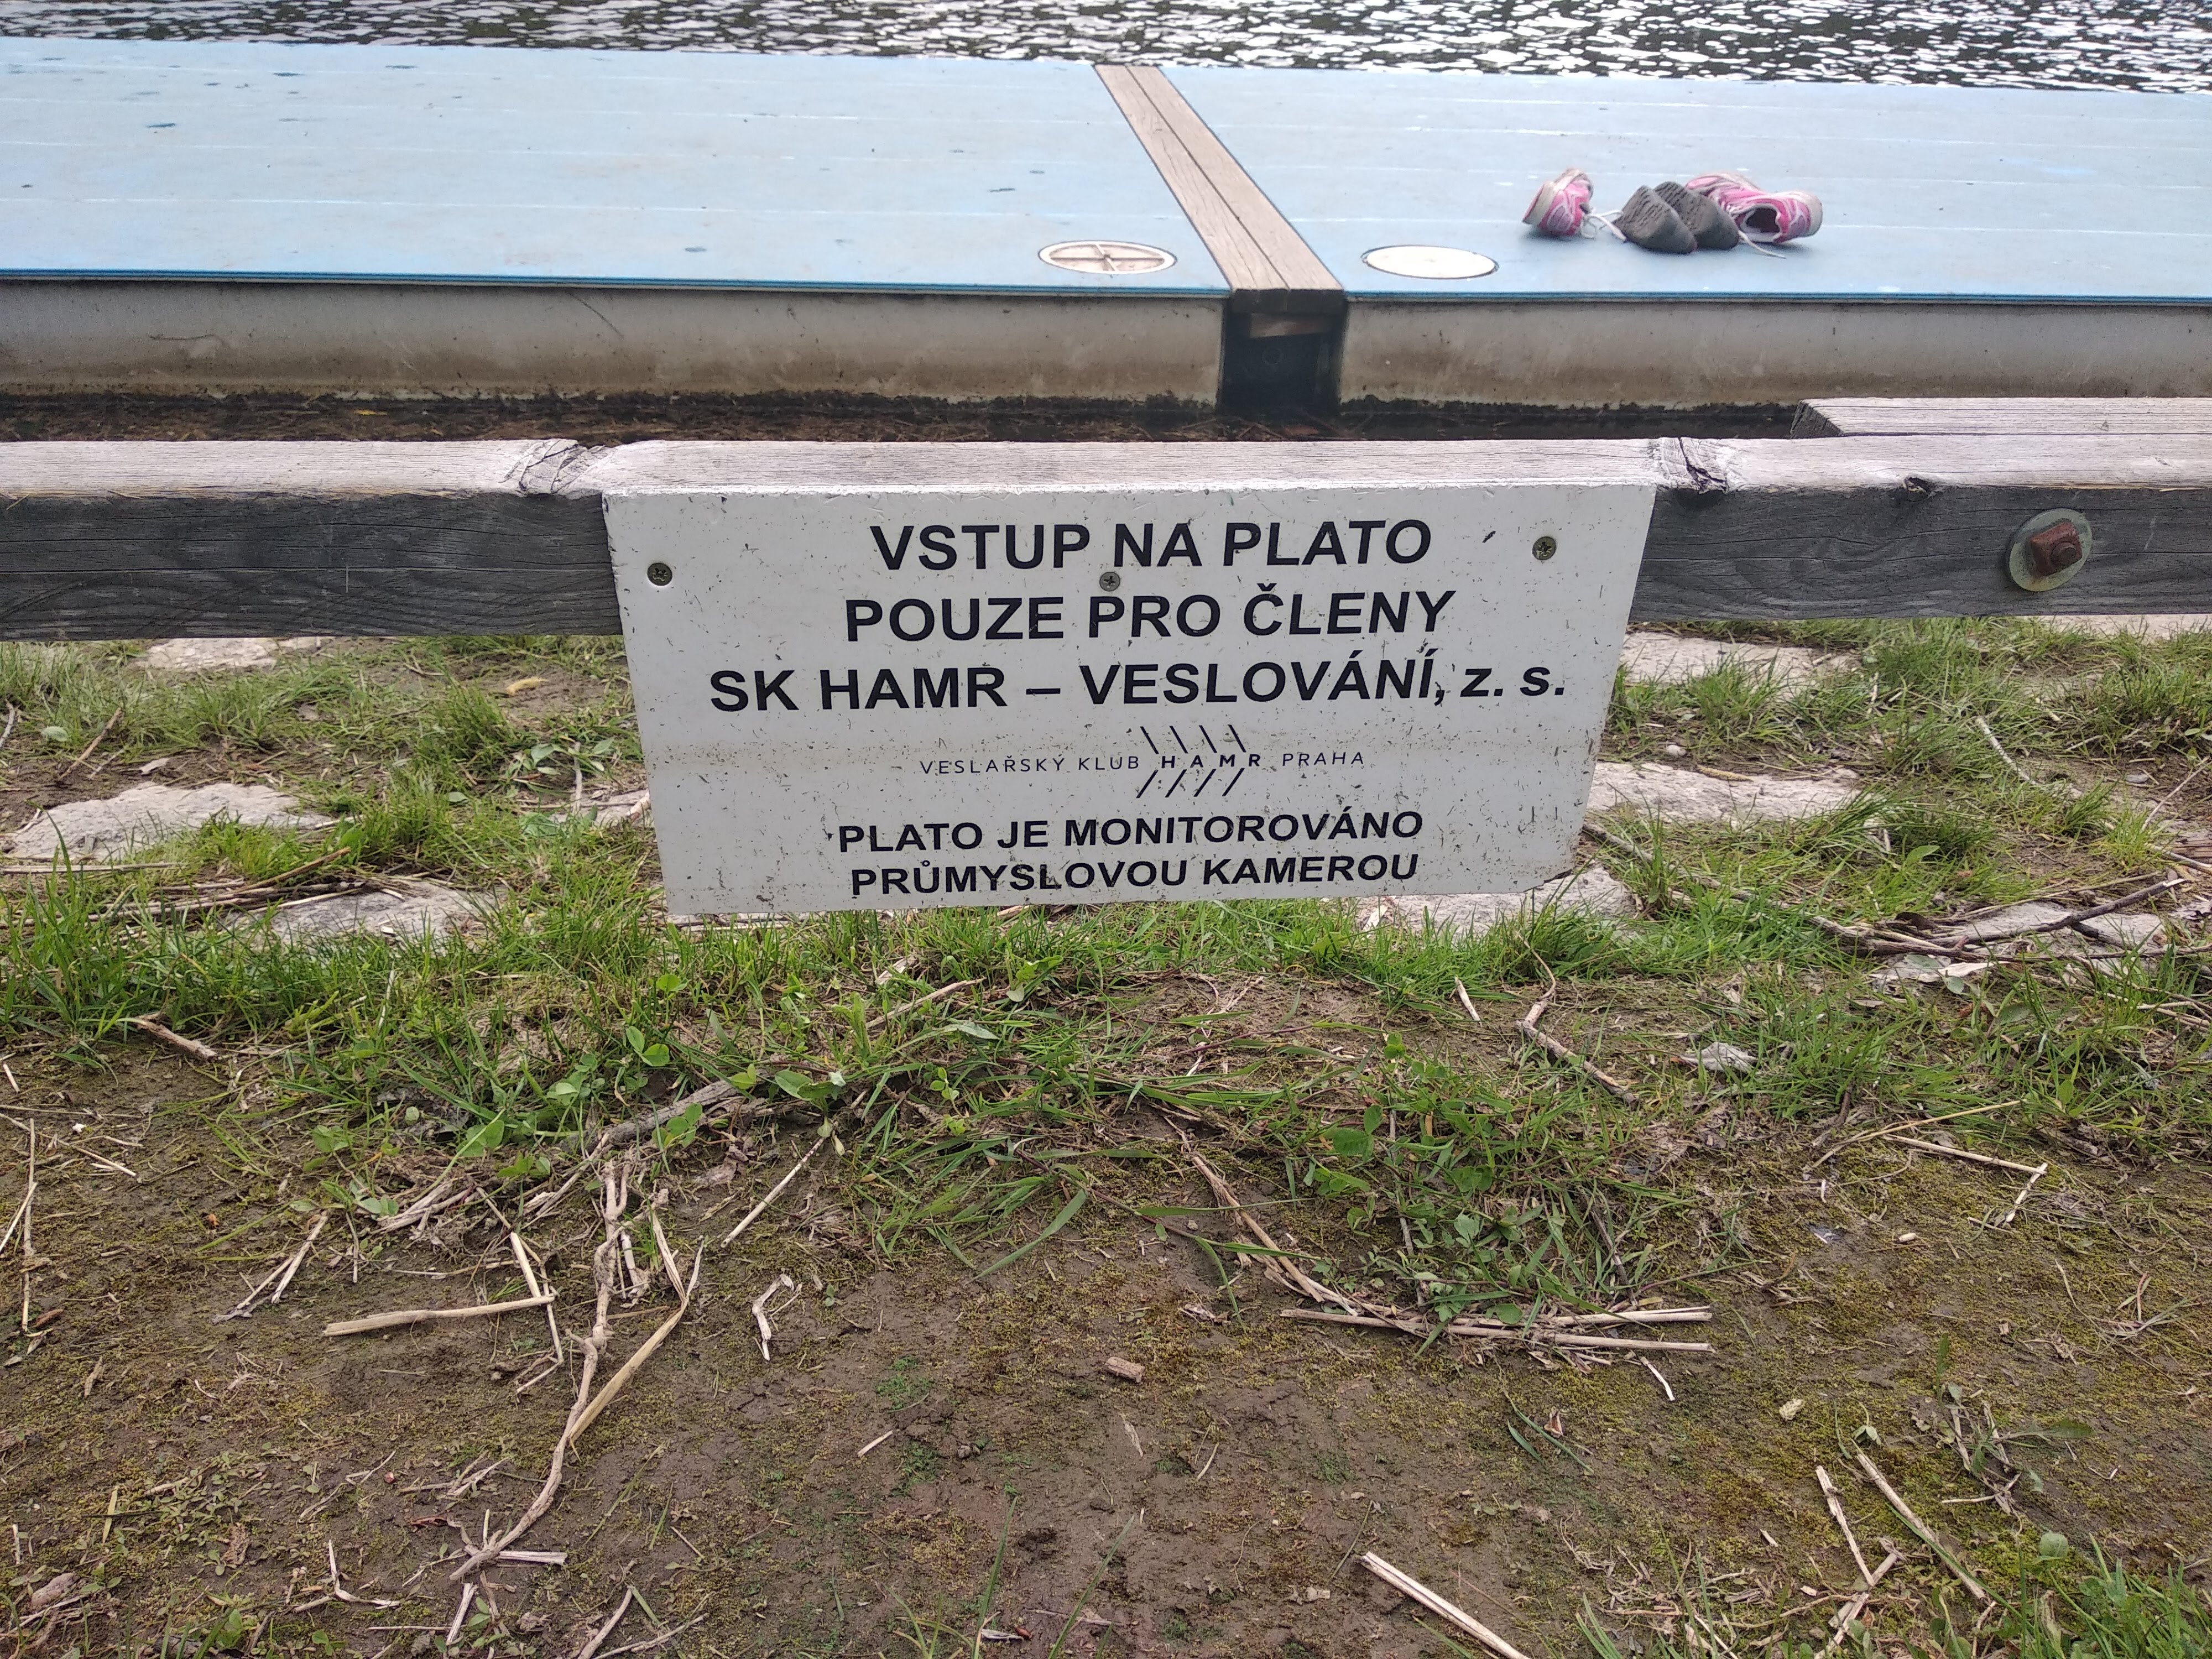 VSTUP NA PLATO
POUZE PRO ČLENY
SK HAMR – VESLOVÁNÍ, z. s.
VESLAŘSKÝ KLUB HAMR PRAHA
PLATO JE MONITOROVÁNO
PRŮMYSLOVOU KAMEROU